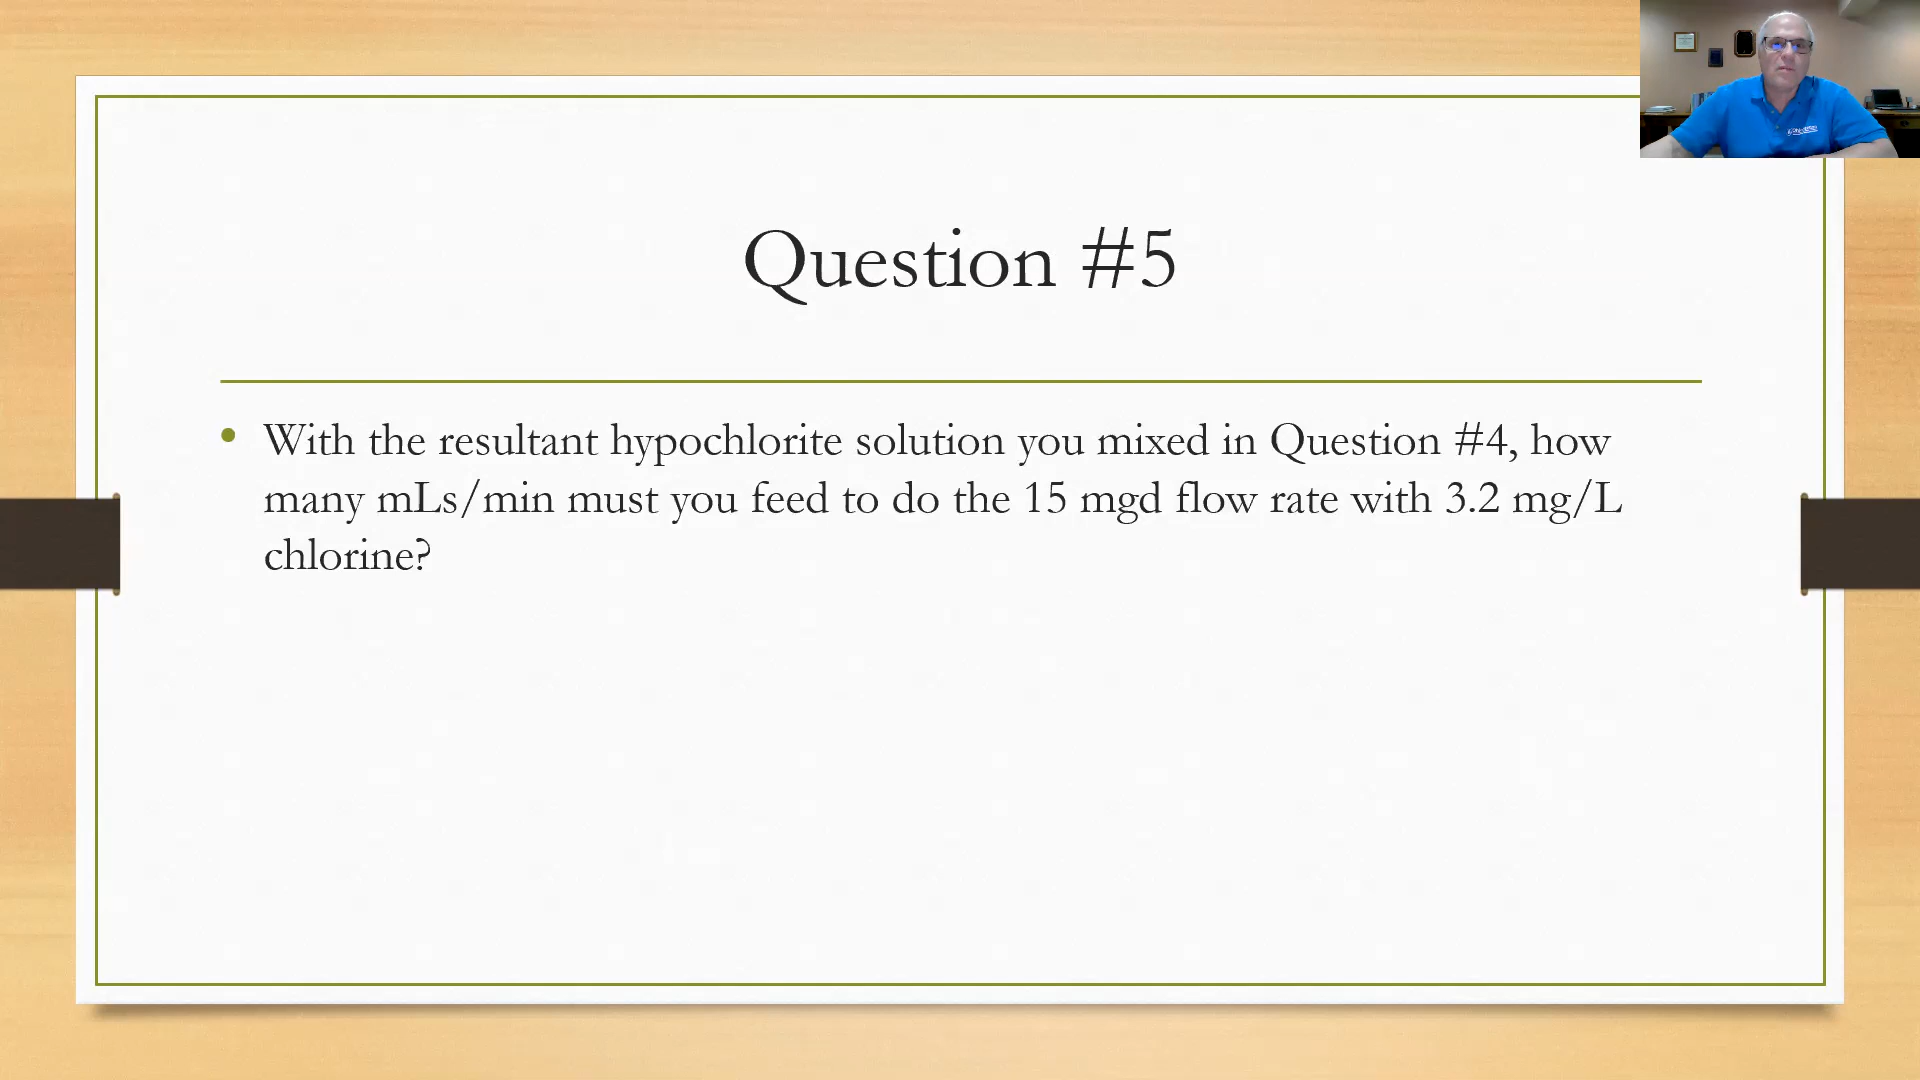 Question #5
With the resultant hypochlorite solution you mixed in Question #4, how
many mLs/min must you feed to do the 15 mgd flow rate with 3.2 mg/L
chlorine?